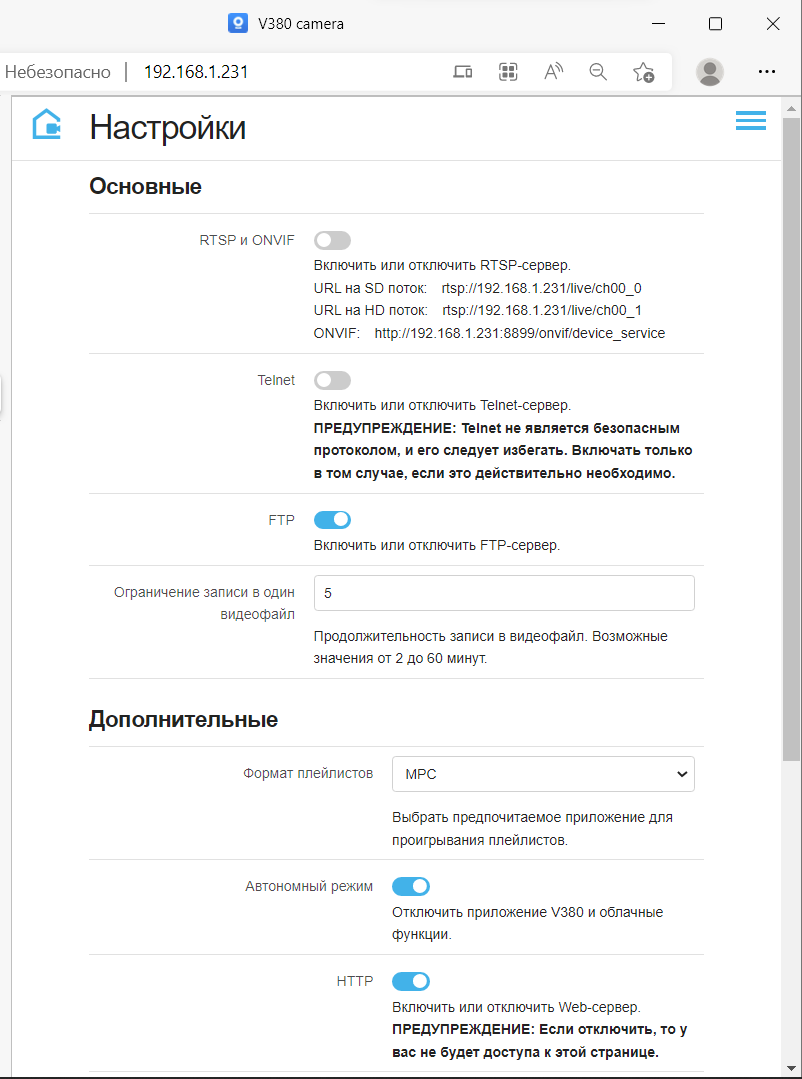 V380 camera
Небезопасно
192.168.1.231
Настройки
Основные
RTSP и ONVIF
Включить или отключить RTSP-сервер.
URL на SD поток: rtsp://192.168.1.231/live/ch00_0
URL на HD поток: rtsp://192.168.1.231/live/ch00_1
ONVIF: http://192.168.1.231:8899/onvif/device_service
Telnet
Включить или отключить Telnet-сервер.
ПРЕДУПРЕЖДЕНИЕ: Telnet не является безопасным
протоколом, и его следует избегать. Включать только
в том случае, если это действительно необходимо.
FTP
Включить или отключить FTP-сервер.
Ограничение записи в один
видеофайл
5
Продолжительность записи в видеофайл. Возможные
значения от 2 до 60 минут.
Дополнительные
Формат плейлистов
MPC
Выбрать предпочитаемое приложение для
проигрывания плейлистов.
Автономный режим
Отключить приложение V380 и облачные
функции.
HTTP
Включить или отключить Web-сервер.
ПРЕДУПРЕЖДЕНИЕ: Если отключить, то у
вас не будет доступа к этой странице.